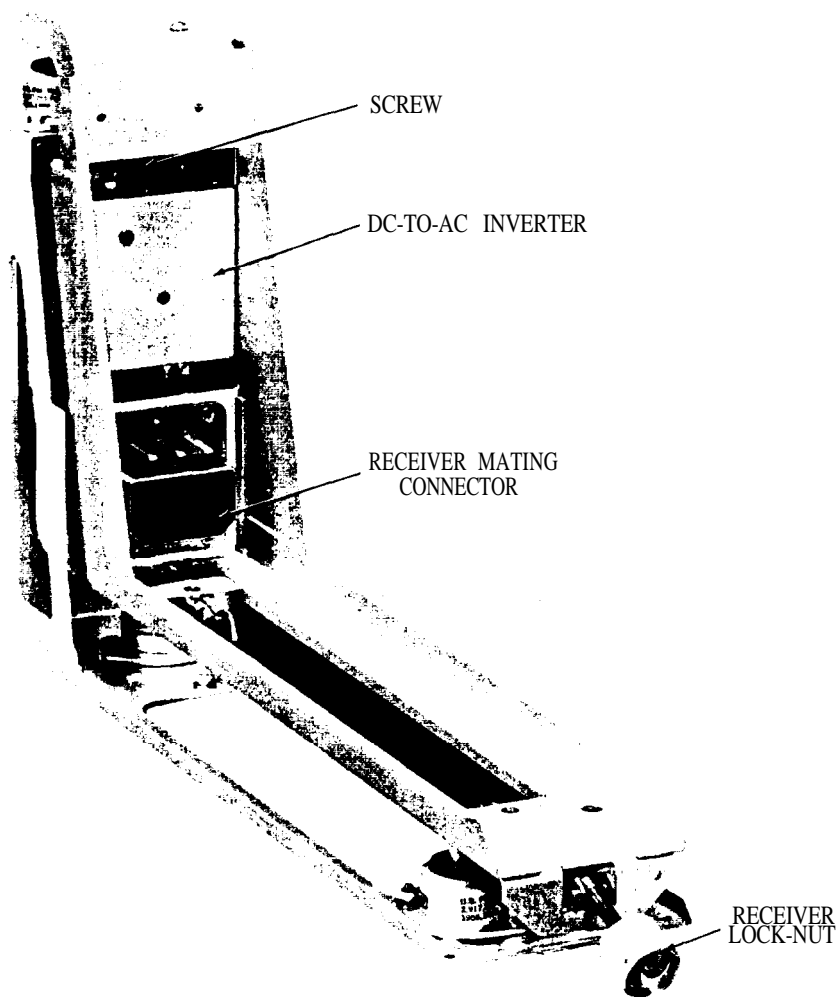 SCREW
DC-TO-AC INVERTER
RECEIVER MATING
CONNECTOR
U.S.
RECEIVER
LOCK-NUT